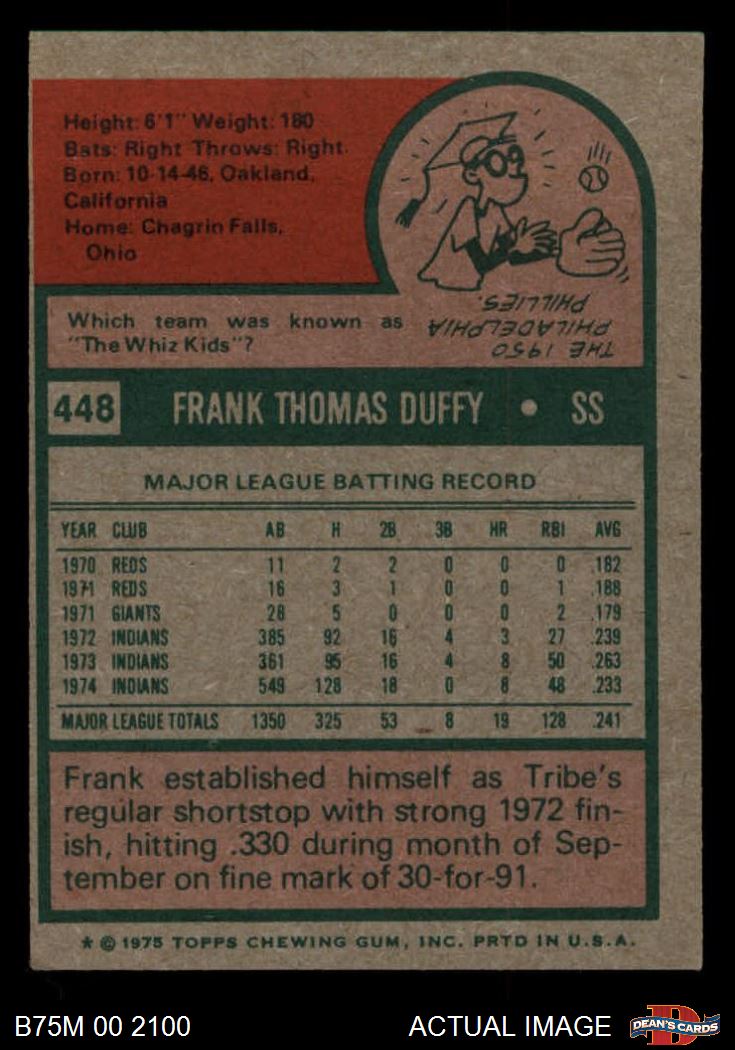 Height: 6'1" Weight: 180
Bats: Right Throws: Right
Born: 10-14-46, Oakland,
California
Home: Chagrin Falls,
Ohio
Which team was known as
"The Whiz Kids"?
THE 1950
PHILADELPHIA
PHILLIES.
448 FRANK THOMAS DUFFY • SS
MAJOR LEAGUE BATTING RECORD
YEAR CLUB AB H 2B 3B HR RBI AVG
1970 REDS 11 2 2 0 0 0 .182
1971 REDS 16 3 1 0 0 1 .188
1971 GIANTS 28 5 0 0 0 2 .179
1972 INDIANS 385 92 16 4 3 27 .239
1973 INDIANS 361 95 16 4 8 50 .263
1974 INDIANS 549 128 18 0 8 48 .233
MAJOR LEAGUE TOTALS 1350 325 53 8 19 128 .241
Frank established himself as Tribe's
regular shortstop with strong 1972 fin-
ish, hitting .330 during month of Sep-
tember on fine mark of 30-for-91.
* © 1975 TOPPS CHEWING GUM, INC. PRTD IN U.S.A.
B75M 00 2100 ACTUAL IMAGE
D
DEAN'S CARDS